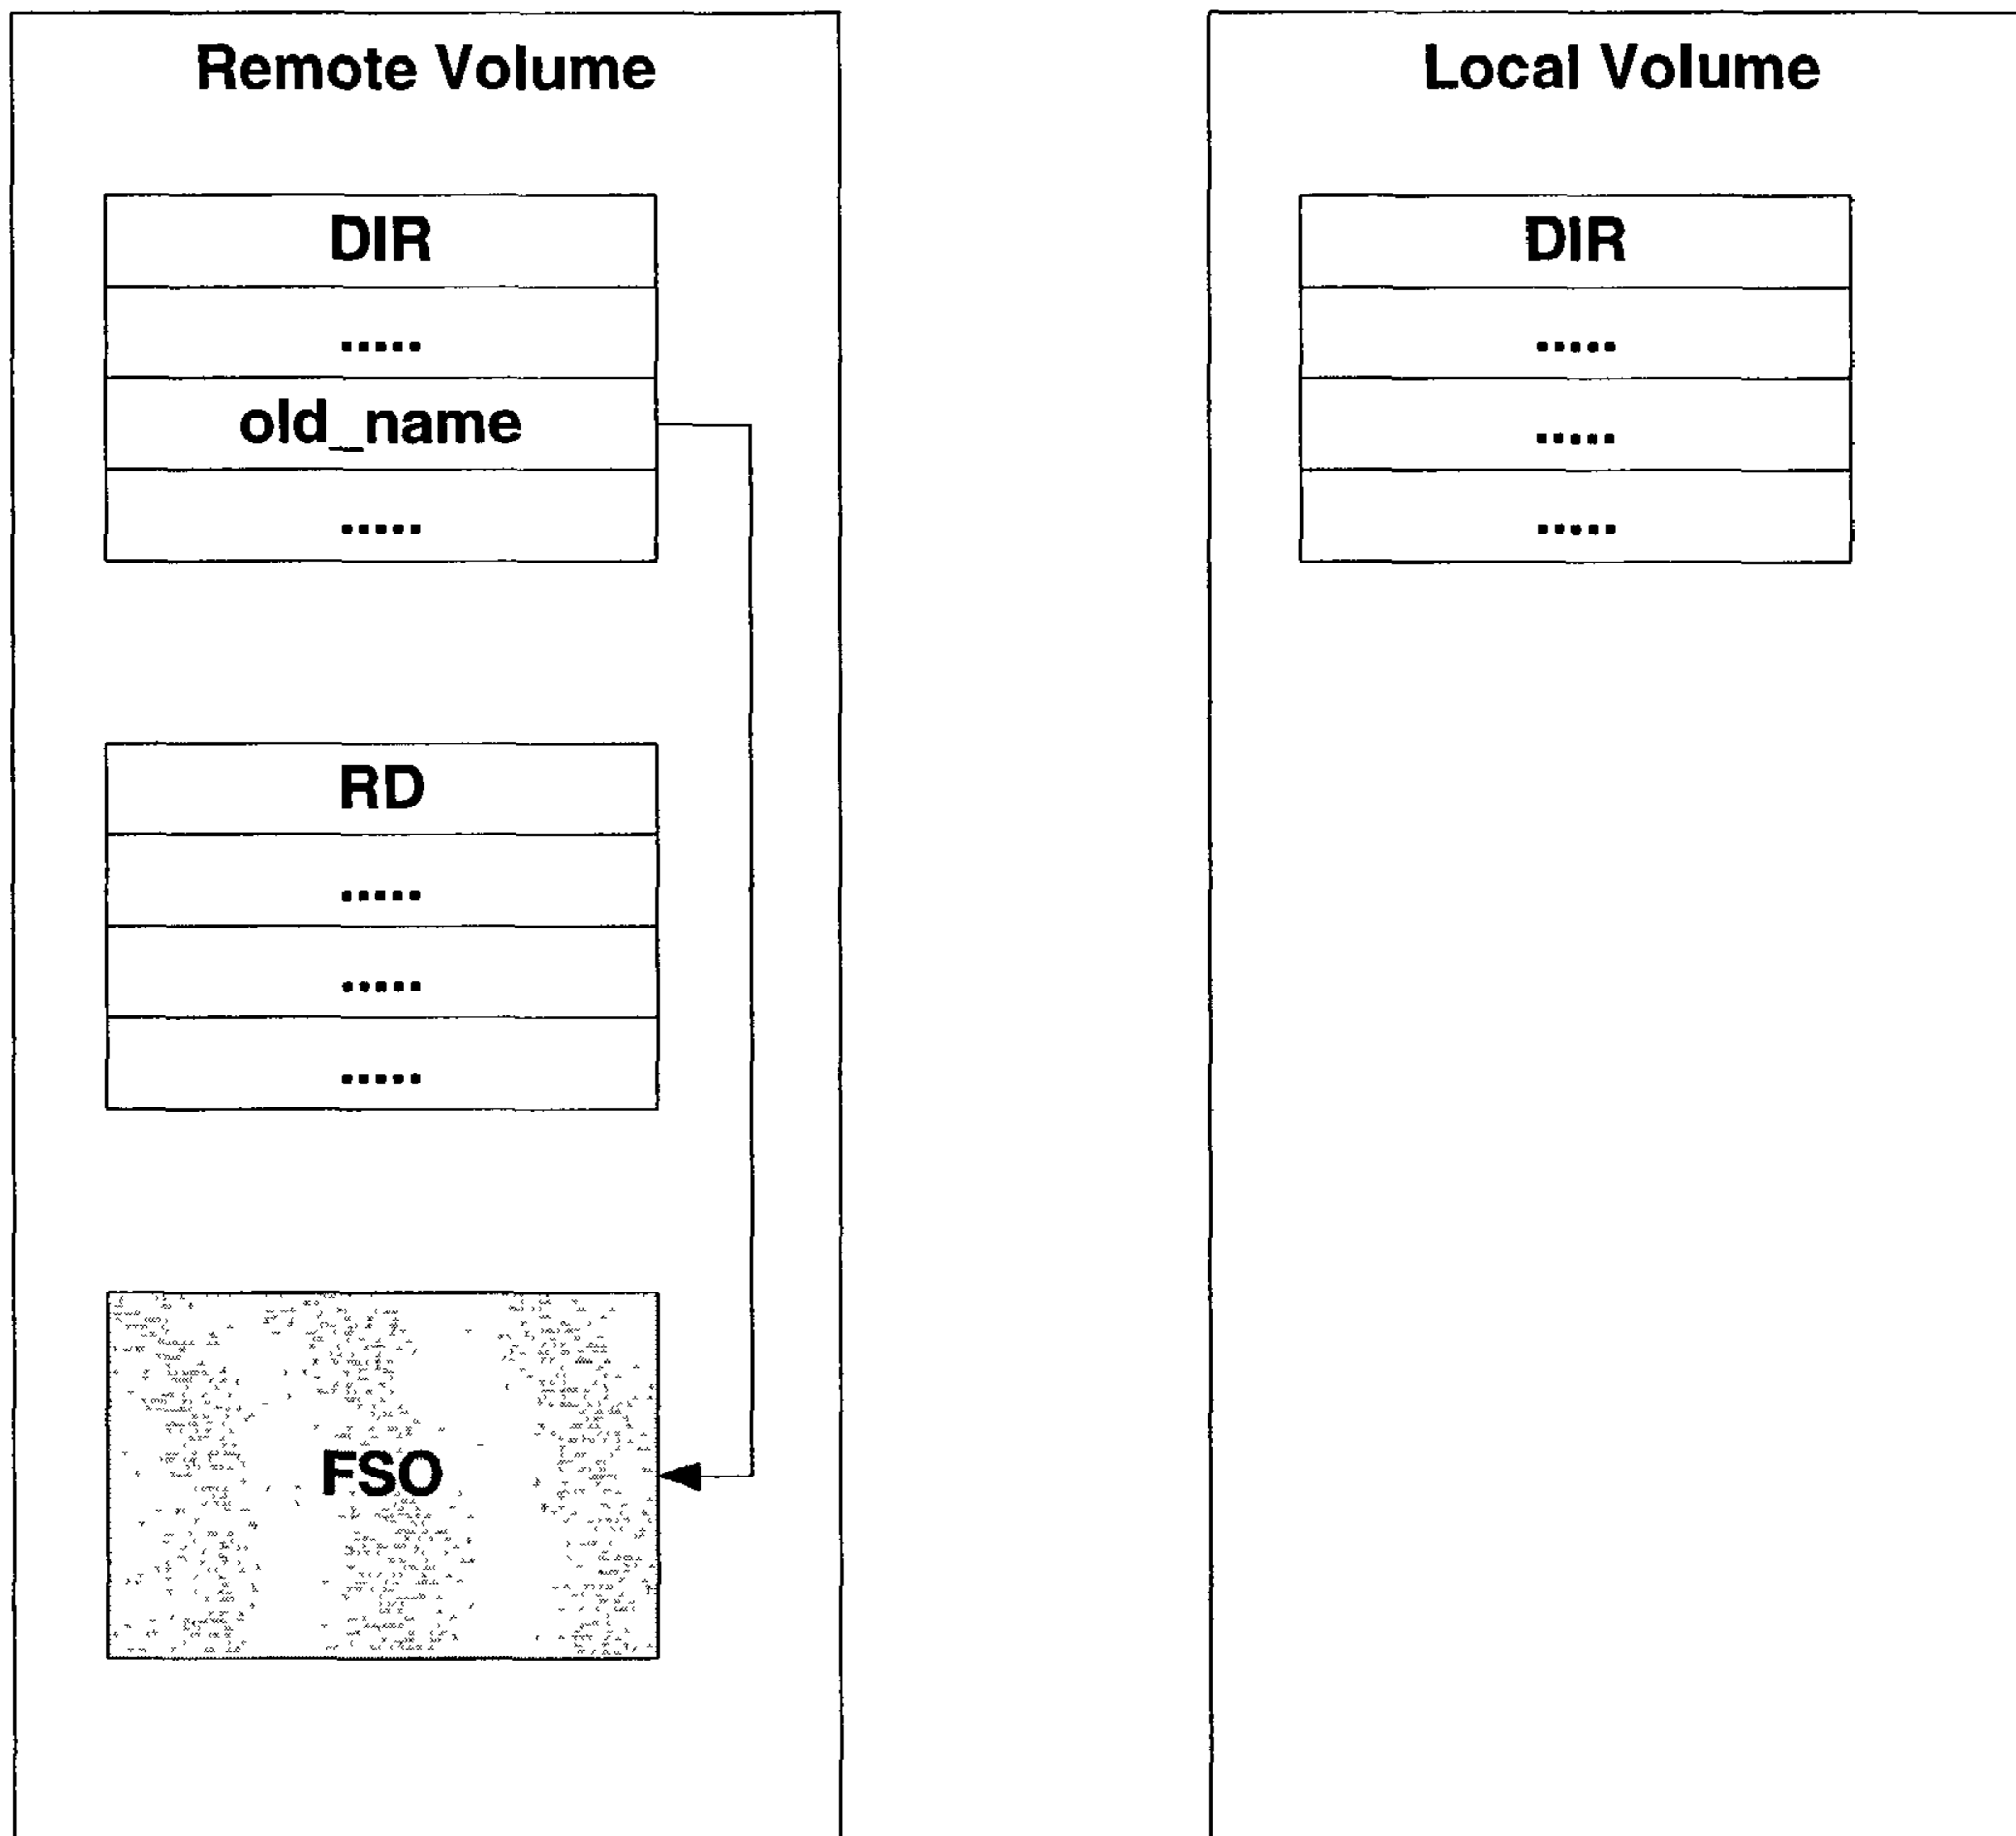 Remote Volume
DIR
.....
old_name
.....
RD
.....
.....
.....
FSO
Local Volume
DIR
.....
.....
.....